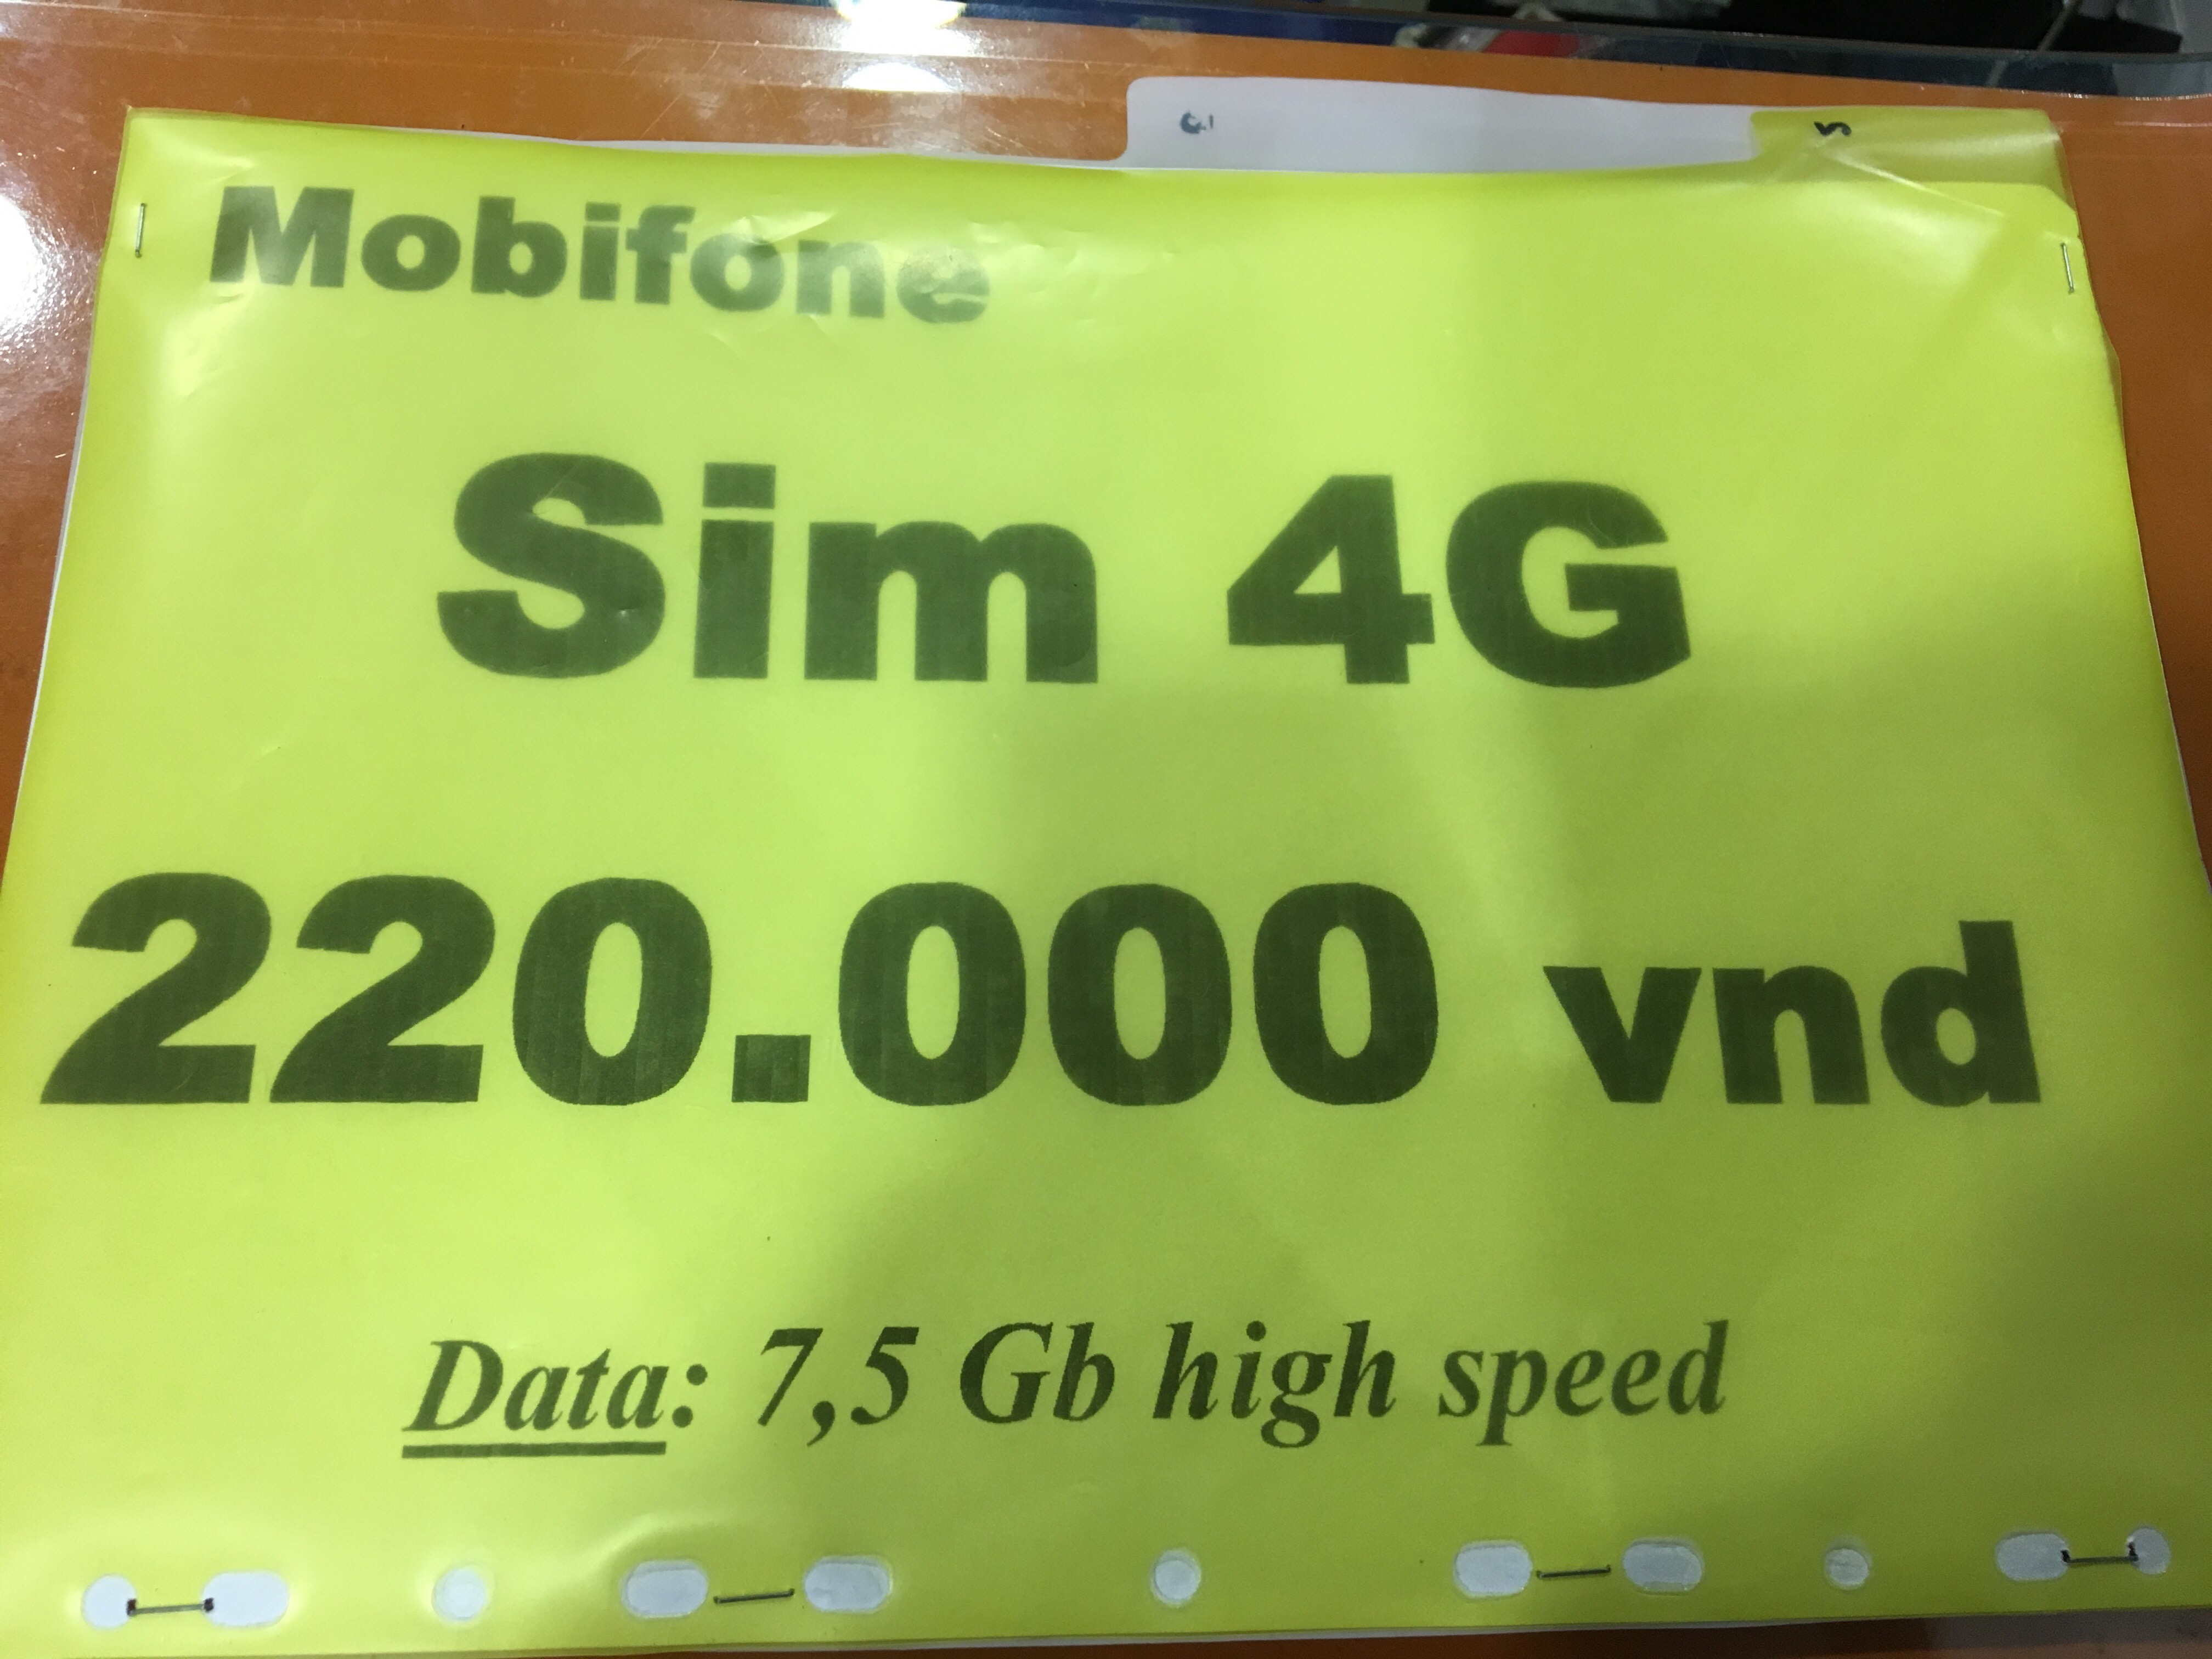 Mobifone
Sim 4G
220.000 vnd
Data: 7,5 Gb high speed